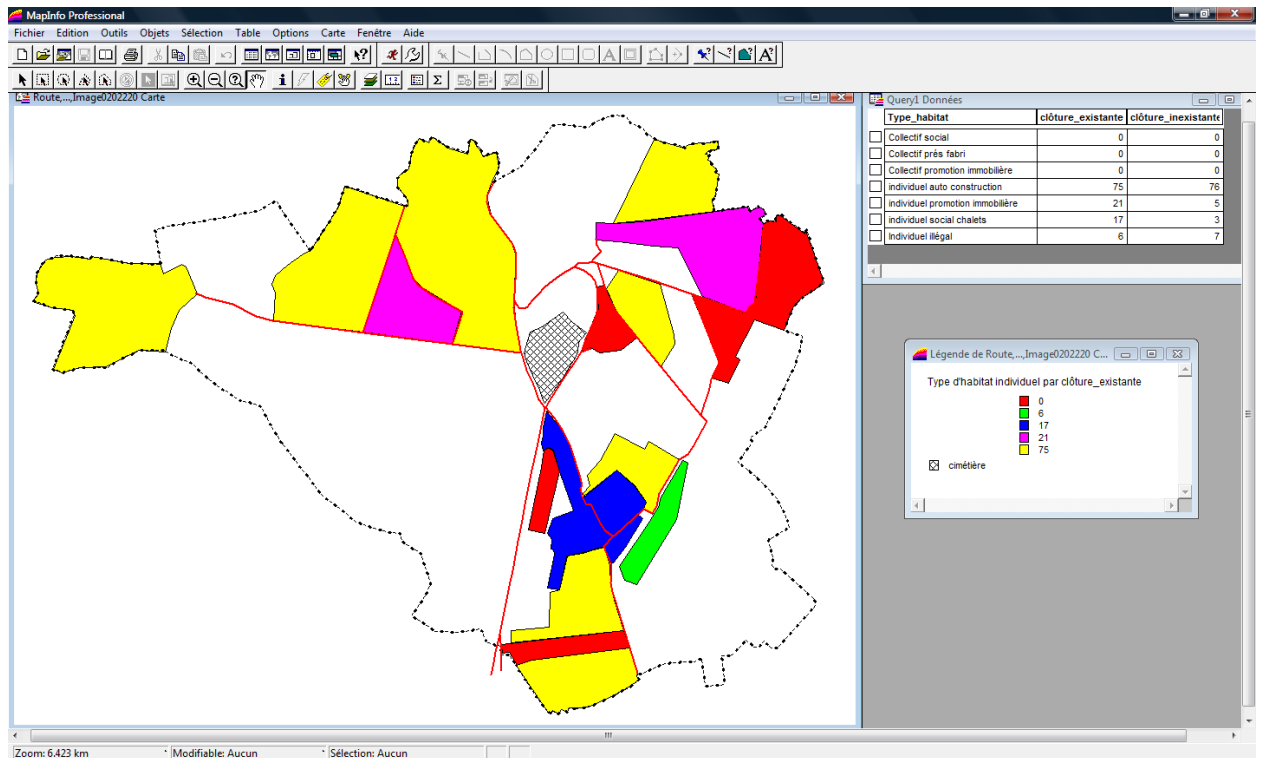 MapInfo Professional
Fichier Edition Outils Objets Sélection Table Options Carte Fenêtre Aide
Route,...,Image0202220 Carte
Query1 Données
Type_habitat clôture_existante clôture_inexistante
Collectif social 0 0
Collectif près fabri 0 0
Collectif promotion immobilière 0 0
individuel auto construction 75 76
individuel promotion immobilière 21 5
individuel social chalets 17 3
Individuel illégal 6 7
Légende de Route,...,Image0202220 C...
Type d'habitat individuel par clôture_existante
0
6
17
21
75
cimétière
Zoom: 6.423 km Modifiable: Aucun Sélection: Aucun